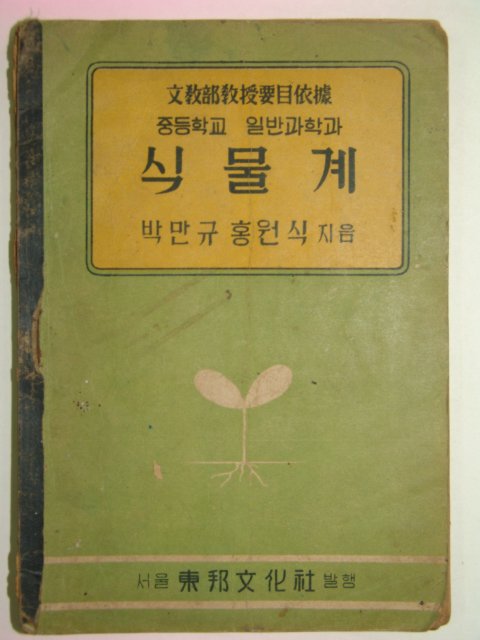 文敎部敎授要目依據
중등학교 일반과학과
식물계
박만규 홍원식 지음
서울 東邦文化社 발행